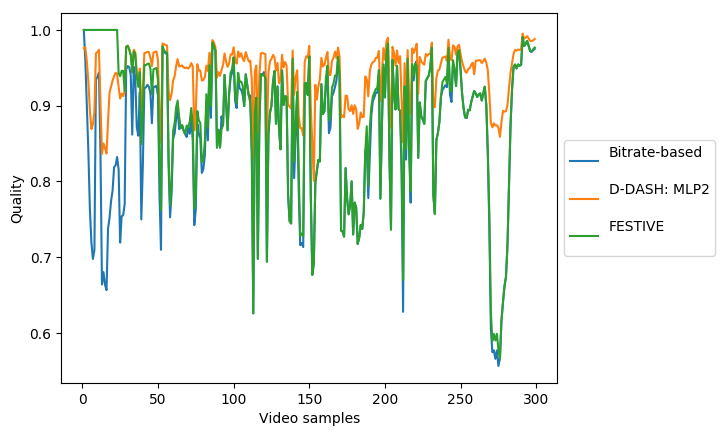 1.0
0.9
0.8
0.7
0.6
Quality
0 50 100 150 200 250 300
Video samples
Bitrate-based
D-DASH: MLP2
FESTIVE